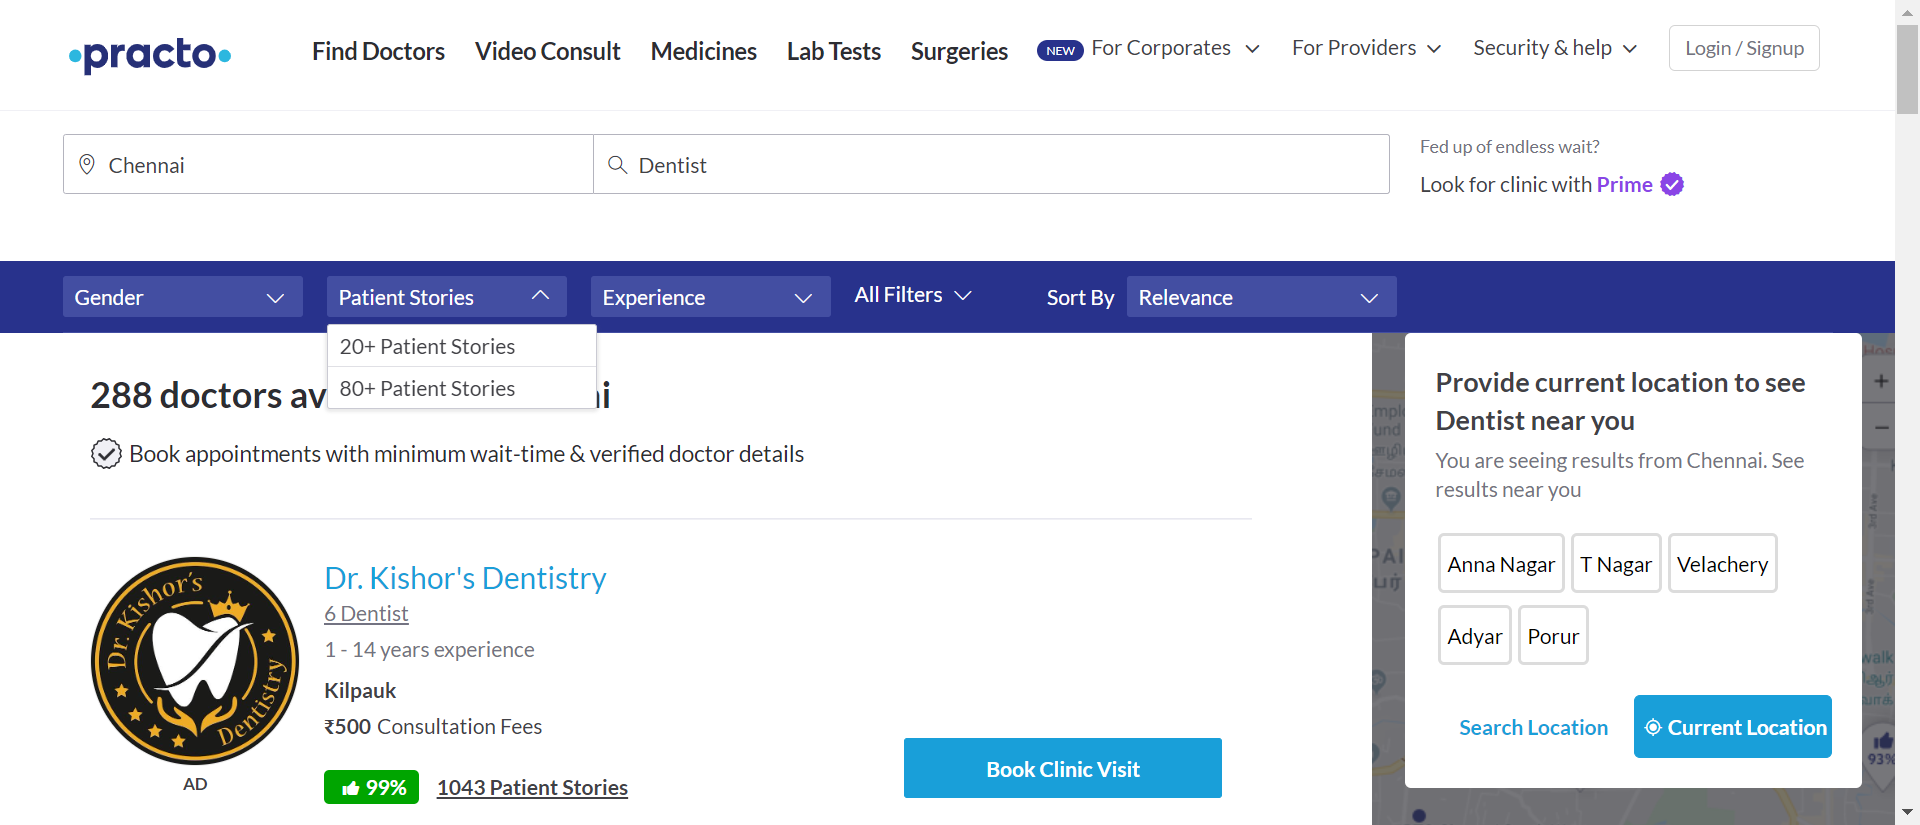 practo
Find Doctors
Video Consult
Medicines
Lab Tests
Surgeries
NEW
For Corporates
For Providers
Security & help
Login / Signup
Chennai
Dentist
Fed up of endless wait?
Look for clinic with Prime
Gender
Patient Stories
Experience
All Filters
Sort By
Relevance
20+ Patient Stories
80+ Patient Stories
288 doctors av
i
Book appointments with minimum wait-time & verified doctor details
Dr. Kishor's
Dentistry
AD
Dr. Kishor's Dentistry
6 Dentist
1 - 14 years experience
Kilpauk
₹500 Consultation Fees
99%
1043 Patient Stories
Book Clinic Visit
Provide current location to see
Dentist near you
You are seeing results from Chennai. See
results near you
Anna Nagar
T Nagar
Velachery
Adyar
Porur
Search Location
Current Location
3rd Ave
3rd Ave
93%